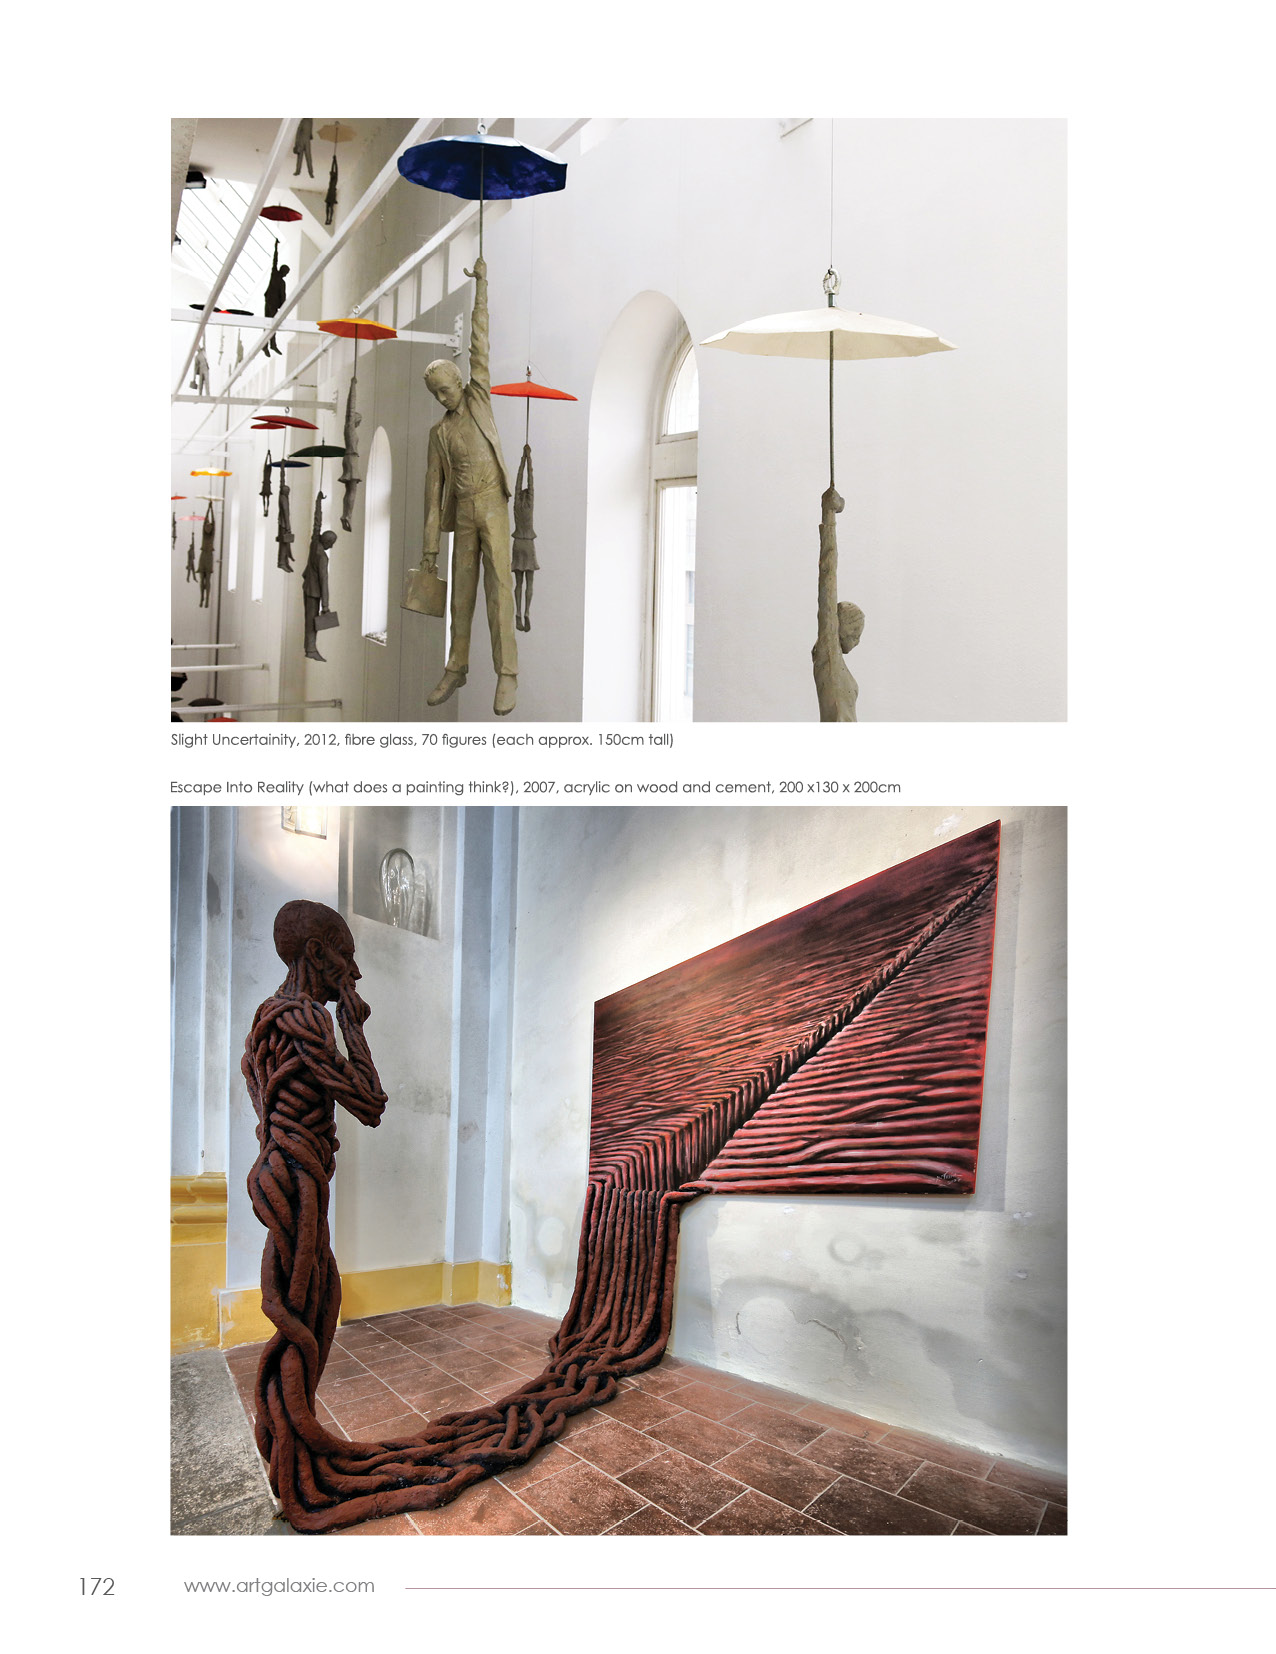 Slight Uncertainity, 2012, fibre glass, 70 figures (each approx. 150cm tall)
Escape Into Reality (what does a painting think?), 2007, acrylic on wood and cement, 200 x130 x 200cm
172 www.artgalaxie.com